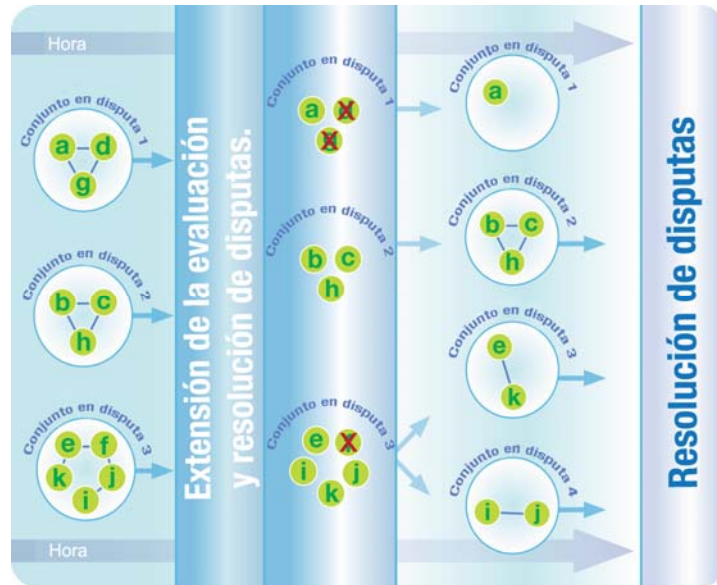 Hora
Conjunto en disputa 1
a d
g
Conjunto en disputa 2
b c
h
Conjunto en disputa 3
e f
k j
i
Hora
Extensión de la evaluación
y resolución de disputas.
Conjunto en disputa 1
a
Conjunto en disputa 2
b c
h
Conjunto en disputa 3
e
i j
k
Conjunto en disputa 1
a
Conjunto en disputa 2
b c
h
Conjunto en disputa 3
e
k
Conjunto en disputa 4
i j
Resolución de disputas